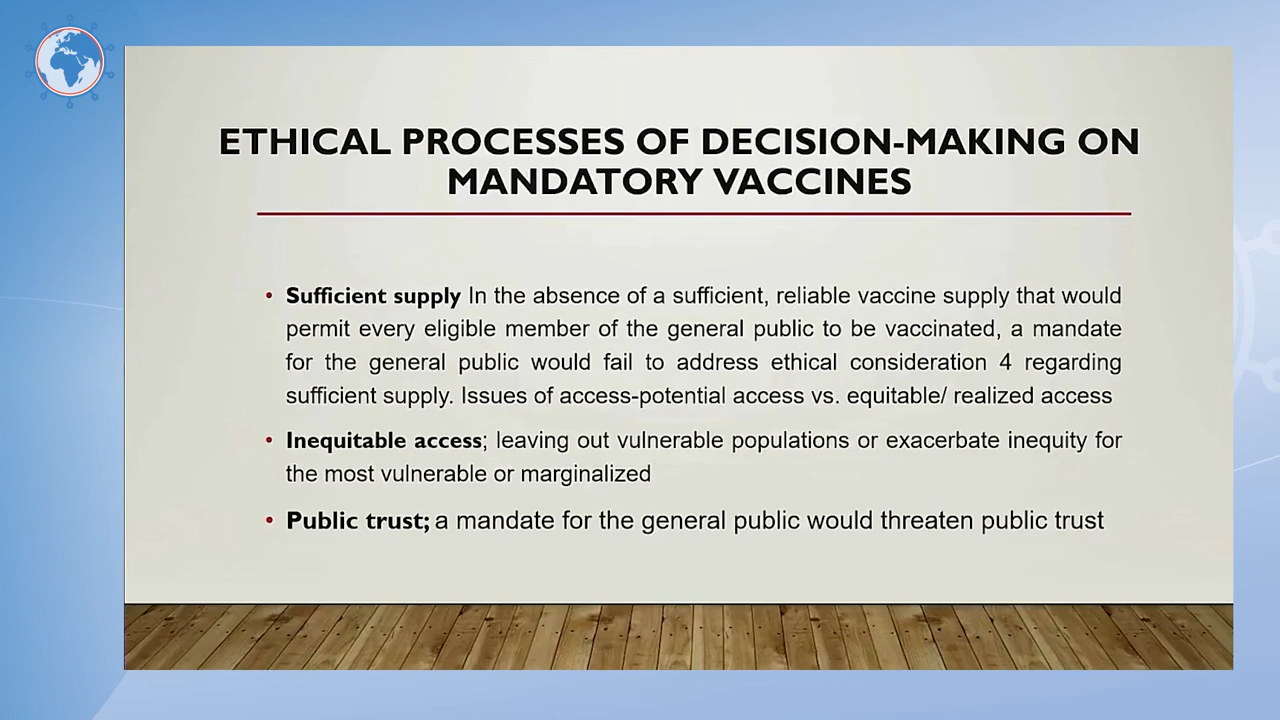 ETHICAL PROCESSES OF DECISION-MAKING ON
MANDATORY VACCINES
• Sufficient supply In the absence of a sufficient, reliable vaccine supply that would
permit every eligible member of the general public to be vaccinated, a mandate
for the general public would fail to address ethical consideration 4 regarding
sufficient supply. Issues of access-potential access vs. equitable/ realized access
• Inequitable access; leaving out vulnerable populations or exacerbate inequity for
the most vulnerable or marginalized
• Public trust; a mandate for the general public would threaten public trust